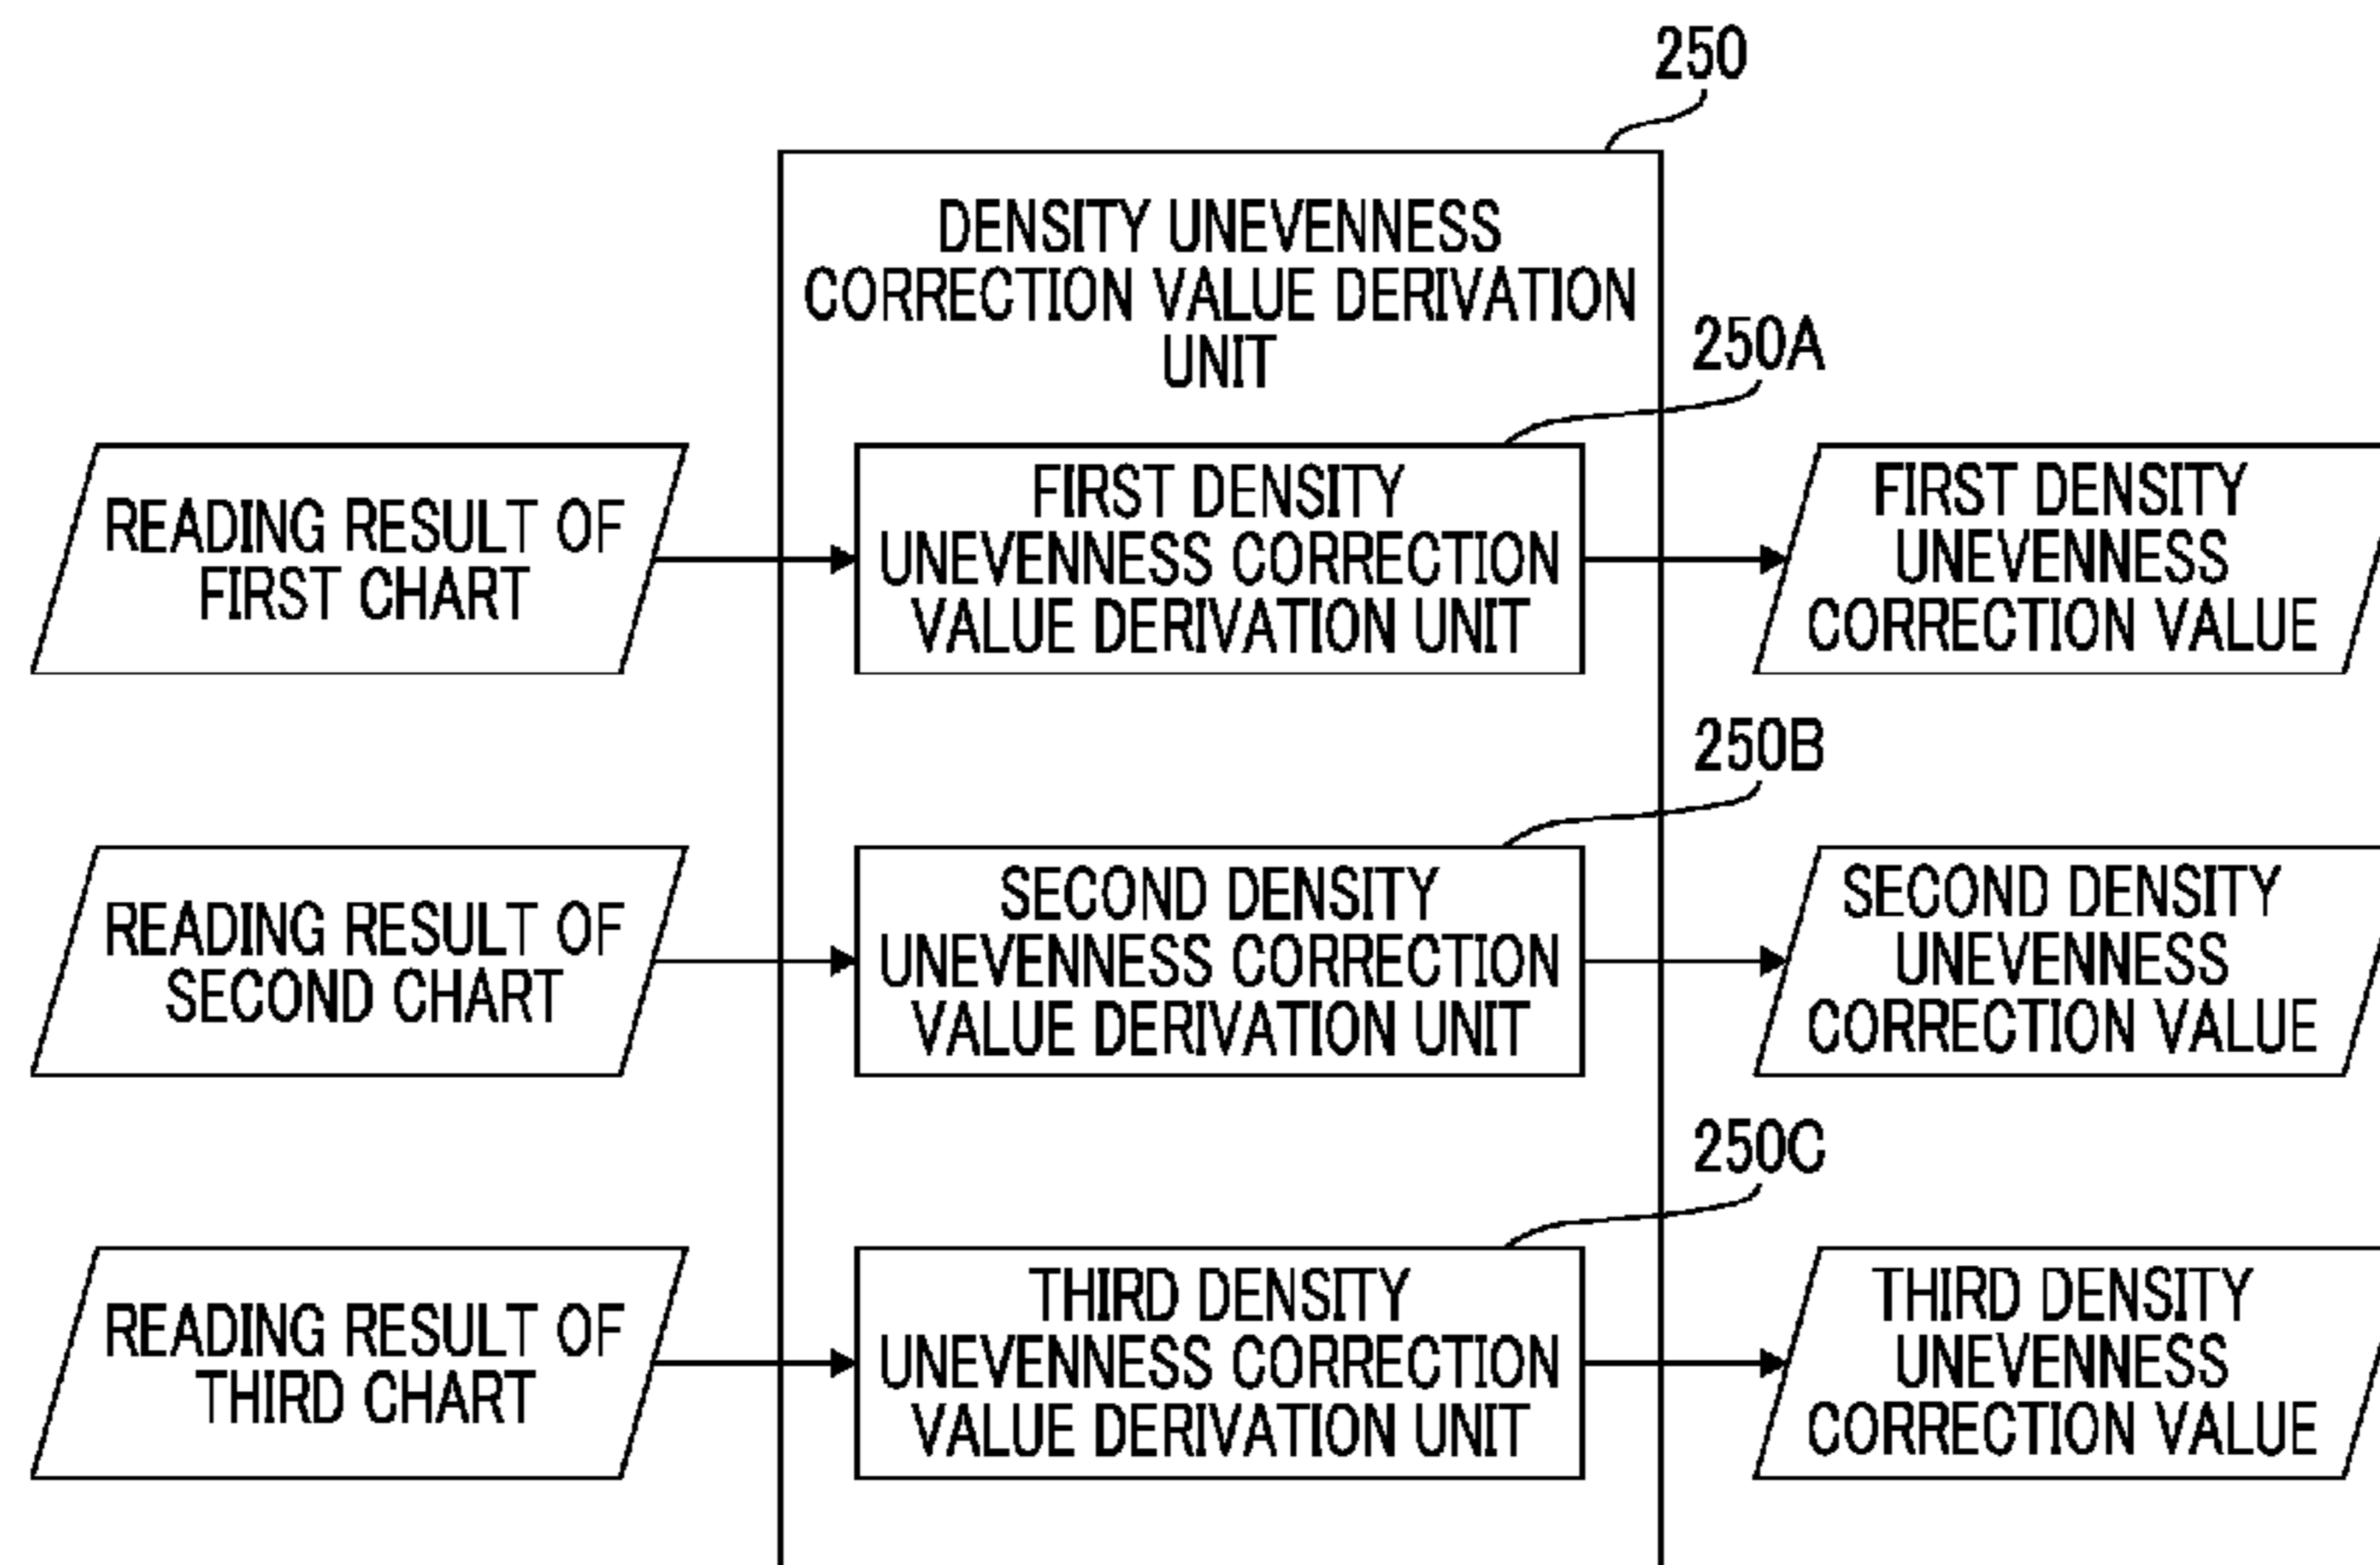 250
DENSITY UNEVENNESS
CORRECTION VALUE DERIVATION
UNIT
250A
READING RESULT OF
FIRST CHART
FIRST DENSITY
UNEVENNESS CORRECTION
VALUE DERIVATION UNIT
FIRST DENSITY
UNEVENNESS
CORRECTION VALUE
250B
READING RESULT OF
SECOND CHART
SECOND DENSITY
UNEVENNESS CORRECTION
VALUE DERIVATION UNIT
SECOND DENSITY
UNEVENNESS
CORRECTION VALUE
250C
READING RESULT OF
THIRD CHART
THIRD DENSITY
UNEVENNESS CORRECTION
VALUE DERIVATION UNIT
THIRD DENSITY
UNEVENNESS
CORRECTION VALUE